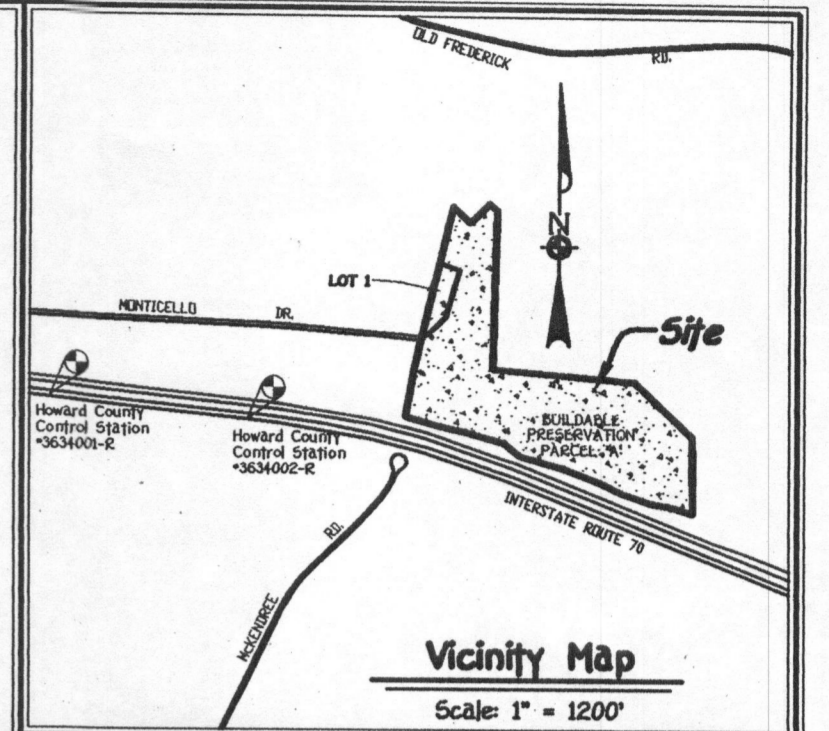 OLD FREDERICK RD.
N
LOT 1
MONTICELLO DR.
Site
Howard County
Control Station
*3634001-R
Howard County
Control Station
*3634002-R
BUILDABLE
PRESERVATION
PARCEL 'A'
INTERSTATE ROUTE 70
McKENDREE RD.
Vicinity Map
Scale: 1" = 1200'